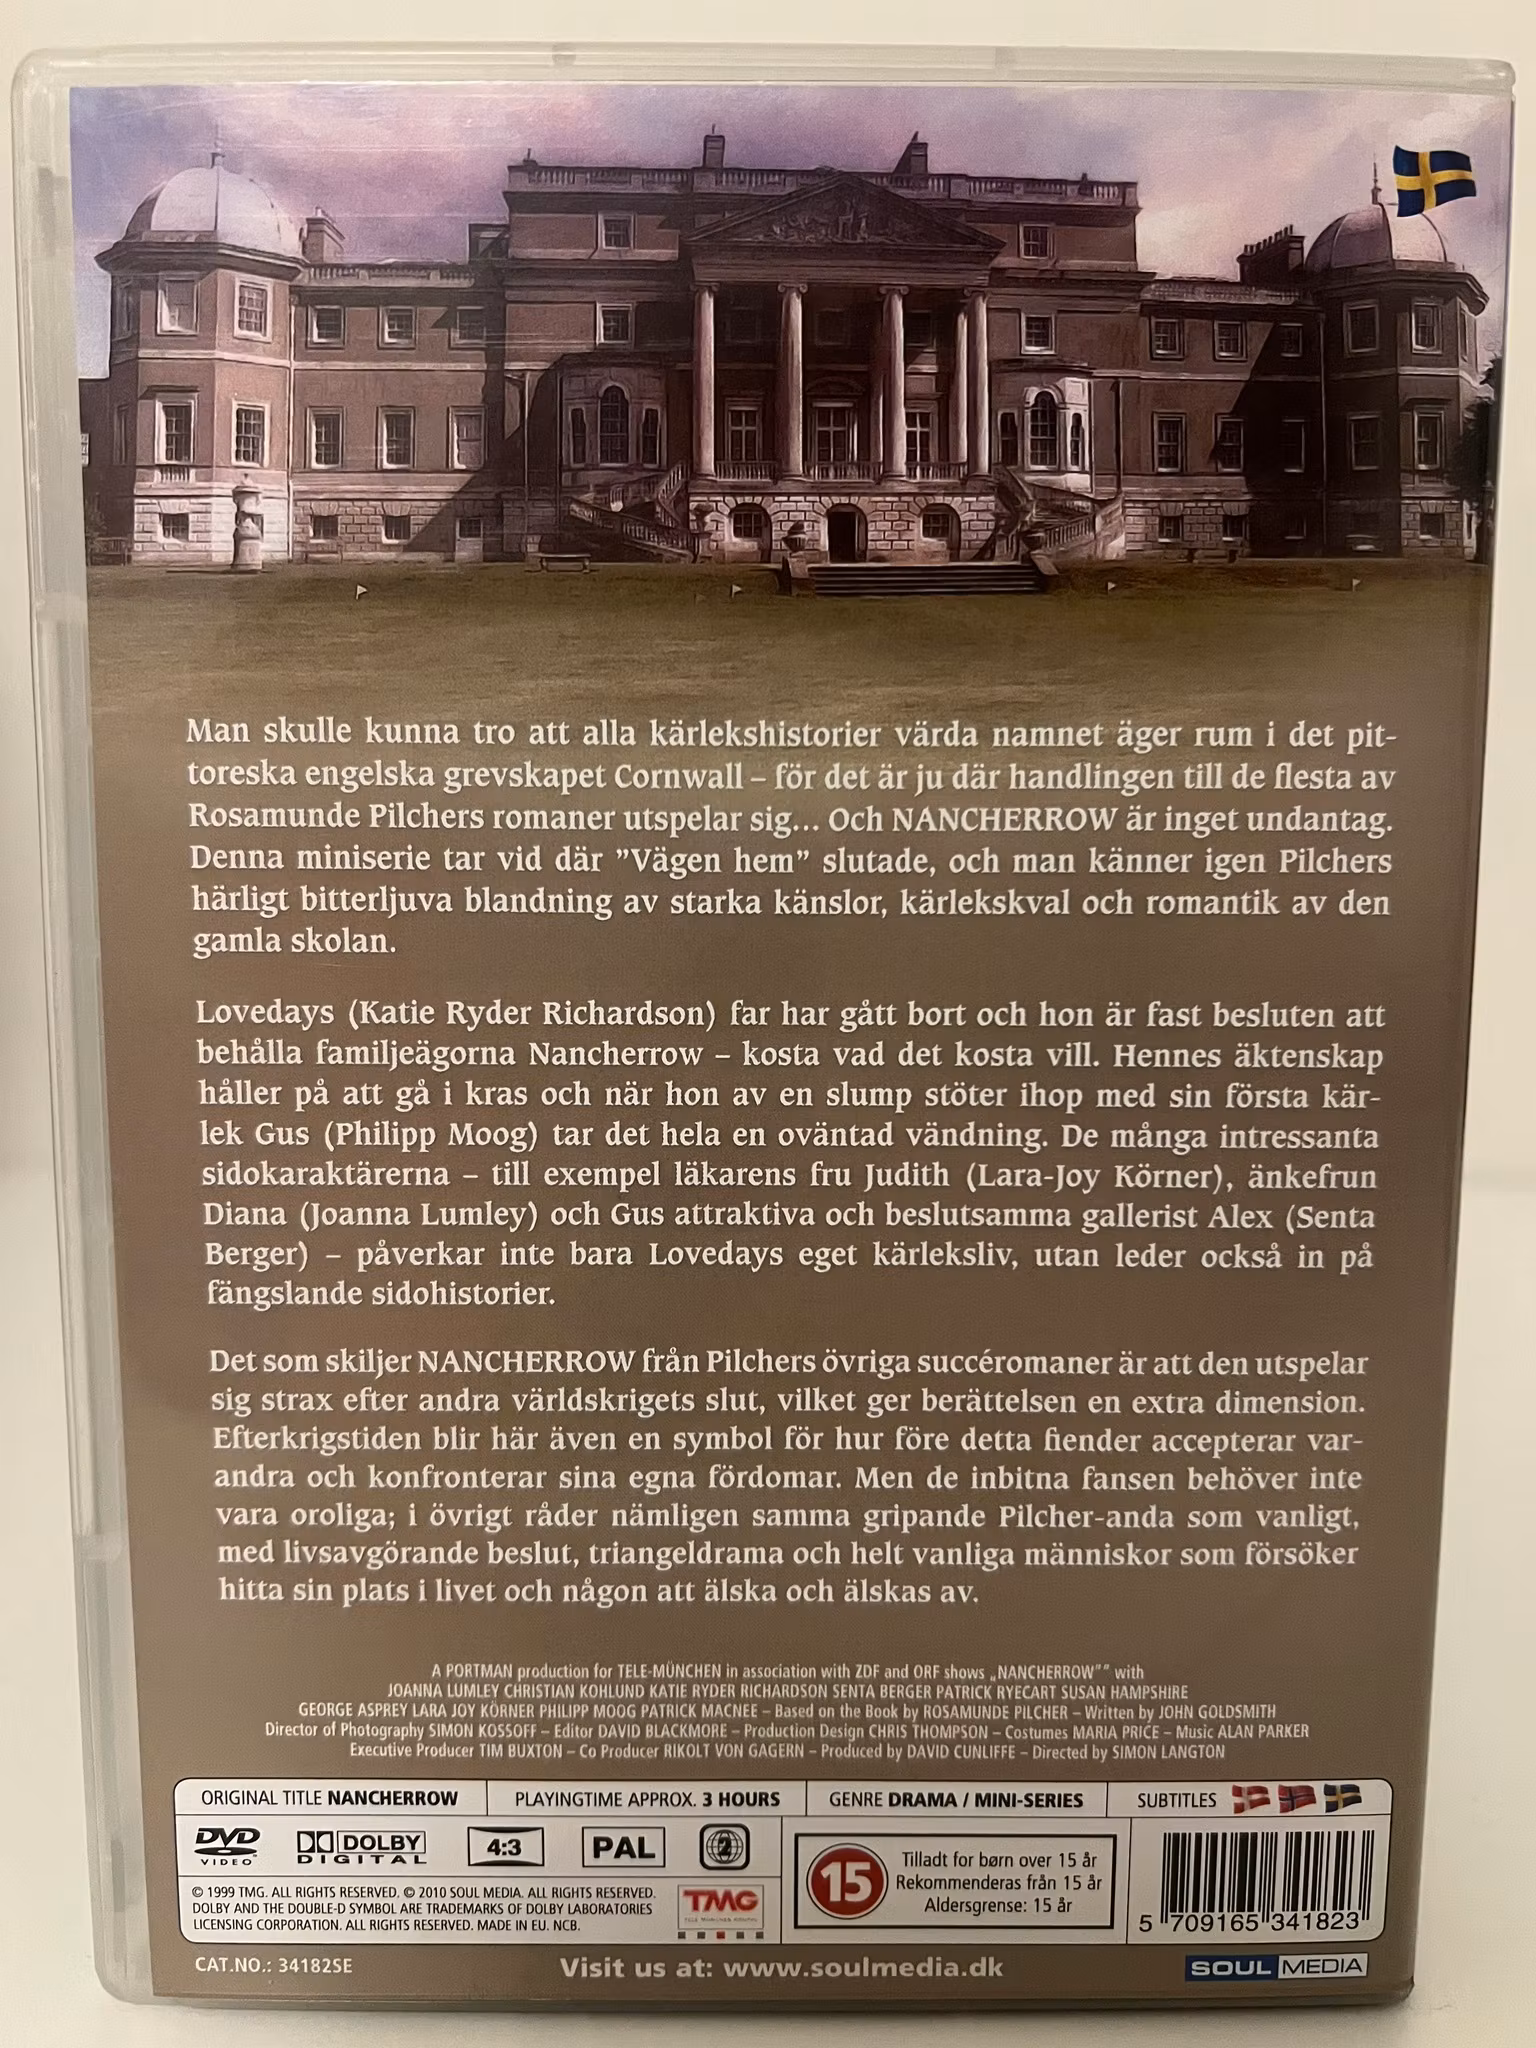 Man skulle kunna tro att alla kärlekshistorier värda namnet äger rum i det pit-
toreska engelska grevskapet Cornwall – för det är ju där handlingen till de flesta av
Rosamunde Pilchers romaner utspelar sig... Och NANCHERROW är inget undantag.
Denna miniserie tar vid där ”Vägen hem” slutade, och man känner igen Pilchers
härligt bitterljuva blandning av starka känslor, kärlekskval och romantik av den
gamla skolan.
Lovedays (Katie Ryder Richardson) far har gått bort och hon är fast besluten att
behålla familjeägorna Nancherrow – kosta vad det kosta vill. Hennes äktenskap
håller på att gå i kras och när hon av en slump stöter ihop med sin första kär-
lek Gus (Philipp Moog) tar det hela en oväntad vändning. De många intressanta
sidokaraktärerna – till exempel läkarens fru Judith (Lara-Joy Körner), änkefrun
Diana (Joanna Lumley) och Gus attraktiva och beslutsamma gallerist Alex (Senta
Berger) – påverkar inte bara Lovedays eget kärleksliv, utan leder också in på
fängslande sidohistorier.
Det som skiljer NANCHERROW från Pilchers övriga succéromaner är att den utspelar
sig strax efter andra världskrigets slut, vilket ger berättelsen en extra dimension.
Efterkrigstiden blir här även en symbol för hur före detta fiender accepterar var-
andra och konfronterar sina egna fördomar. Men de inbitna fansen behöver inte
vara oroliga; i övrigt råder nämligen samma gripande Pilcher-anda som vanligt,
med livsavgörande beslut, triangeldrama och helt vanliga människor som försöker
hitta sin plats i livet och någon att älska och älskas av.
A PORTMAN production for TELE-MÜNCHEN in association with ZDF and ORF shows „NANCHERROW”” with
JOANNA LUMLEY CHRISTIAN KOHLUND KATIE RYDER RICHARDSON SENTA BERGER PATRICK RYECART SUSAN HAMPSHIRE
GEORGE ASPREY LARA JOY KÖRNER PHILIPP MOOG PATRICK MACNEE – Based on the Book by ROSAMUNDE PILCHER – Written by JOHN GOLDSMITH
Director of Photography SIMON KOSSOFF – Editor DAVID BLACKMORE – Production Design CHRIS THOMPSON – Costumes MARIA PRICE – Music ALAN PARKER
Executive Producer TIM BUXTON – Co Producer RIKOLT VON GAGERN – Produced by DAVID CUNLIFFE – Directed by SIMON LANGTON
ORIGINAL TITLE NANCHERROW PLAYINGTIME APPROX. 3 HOURS GENRE DRAMA / MINI-SERIES SUBTITLES
DVD VIDEO DOLBY DIGITAL 4:3 PAL 2
© 1999 TMG. ALL RIGHTS RESERVED. © 2010 SOUL MEDIA. ALL RIGHTS RESERVED.
DOLBY AND THE DOUBLE-D SYMBOL ARE TRADEMARKS OF DOLBY LABORATORIES
LICENSING CORPORATION. ALL RIGHTS RESERVED. MADE IN EU. NCB.
TMG
15
Tilladt for børn over 15 år
Rekommenderas från 15 år
Aldersgrense: 15 år
5 709165 341823
CAT.NO.: 34182SE Visit us at: www.soulmedia.dk SOUL MEDIA